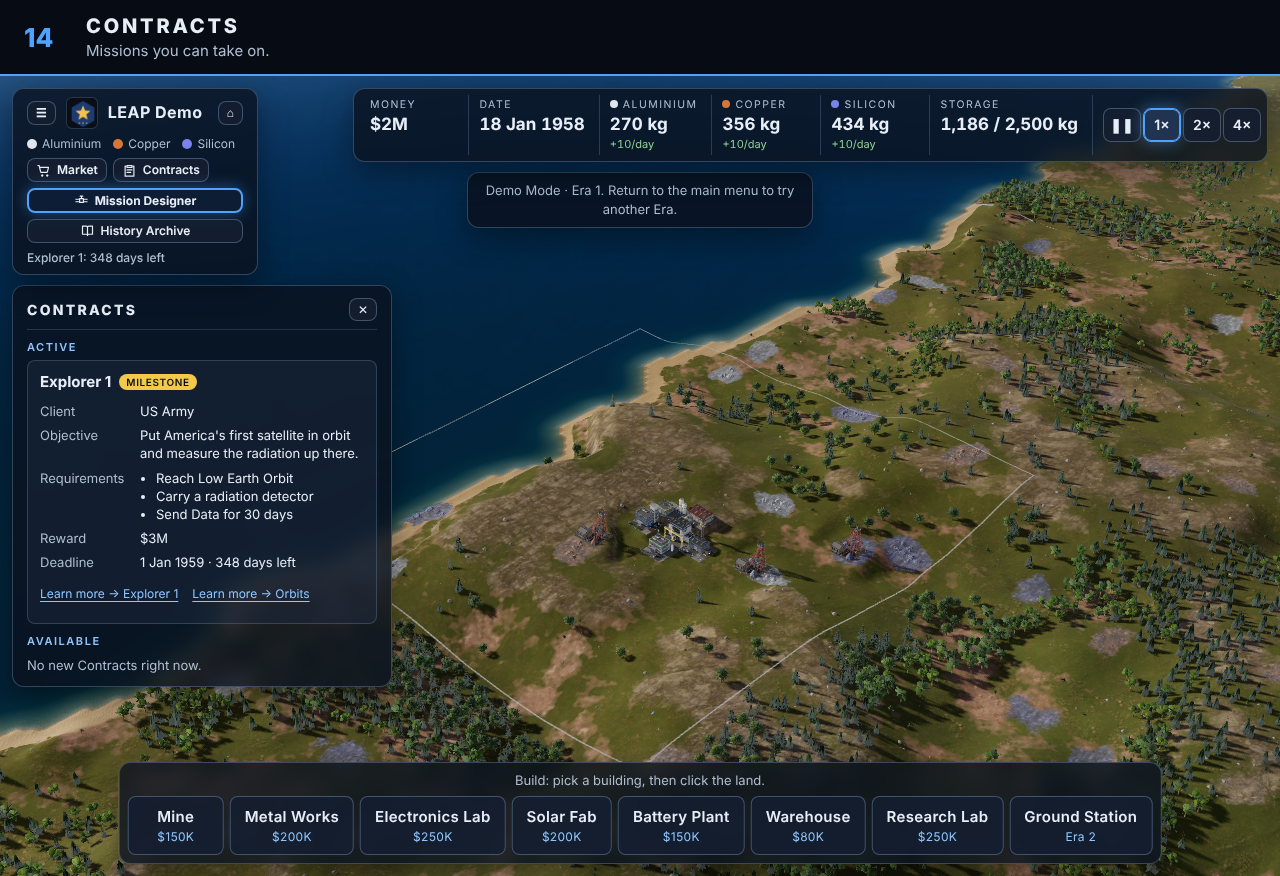 14
CONTRACTS
Missions you can take on.
LEAP Demo
Aluminium Copper Silicon
Market Contracts
Mission Designer
History Archive
Explorer 1: 348 days left
MONEY
$2M
DATE
18 Jan 1958
ALUMINIUM
270 kg
+10/day
COPPER
356 kg
+10/day
SILICON
434 kg
+10/day
STORAGE
1,186 / 2,500 kg
1×
2×
4×
Demo Mode · Era 1. Return to the main menu to try
another Era.
CONTRACTS
ACTIVE
Explorer 1 MILESTONE
Client US Army
Objective Put America's first satellite in orbit
and measure the radiation up there.
Requirements • Reach Low Earth Orbit
• Carry a radiation detector
• Send Data for 30 days
Reward $3M
Deadline 1 Jan 1959 · 348 days left
Learn more → Explorer 1 Learn more → Orbits
AVAILABLE
No new Contracts right now.
Build: pick a building, then click the land.
Mine
$150K
Metal Works
$200K
Electronics Lab
$250K
Solar Fab
$200K
Battery Plant
$150K
Warehouse
$80K
Research Lab
$250K
Ground Station
Era 2